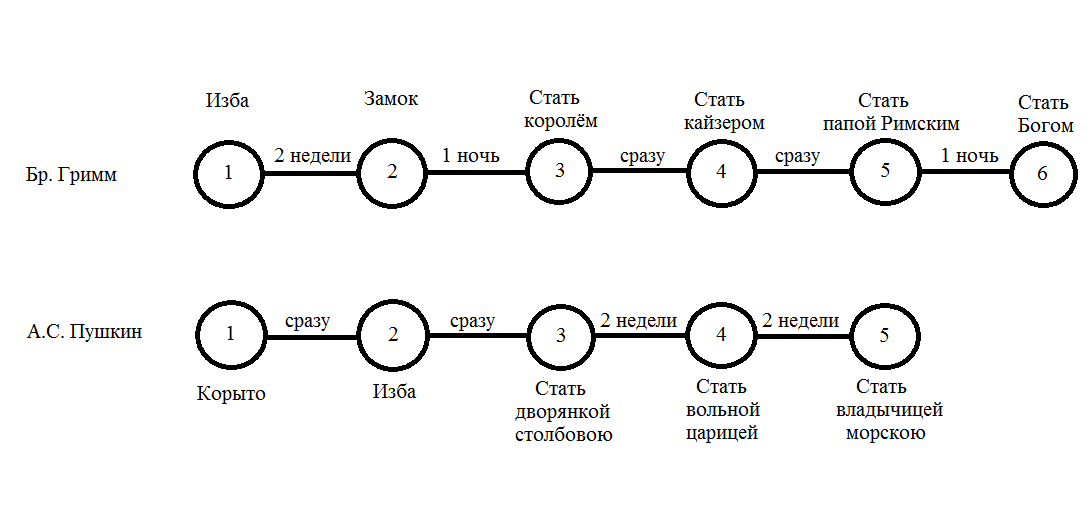 Изба
Замок
Стать
королём
Стать
кайзером
Стать
папой Римским
Стать
Богом
Бр. Гримм
1
2 недели
2
1 ночь
3
сразу
4
сразу
5
1 ночь
6
А.С. Пушкин
1
сразу
2
сразу
3
2 недели
4
2 недели
5
Корыто
Изба
Стать
дворянкой
столбовою
Стать
вольной
царицей
Стать
владычицей
морскою